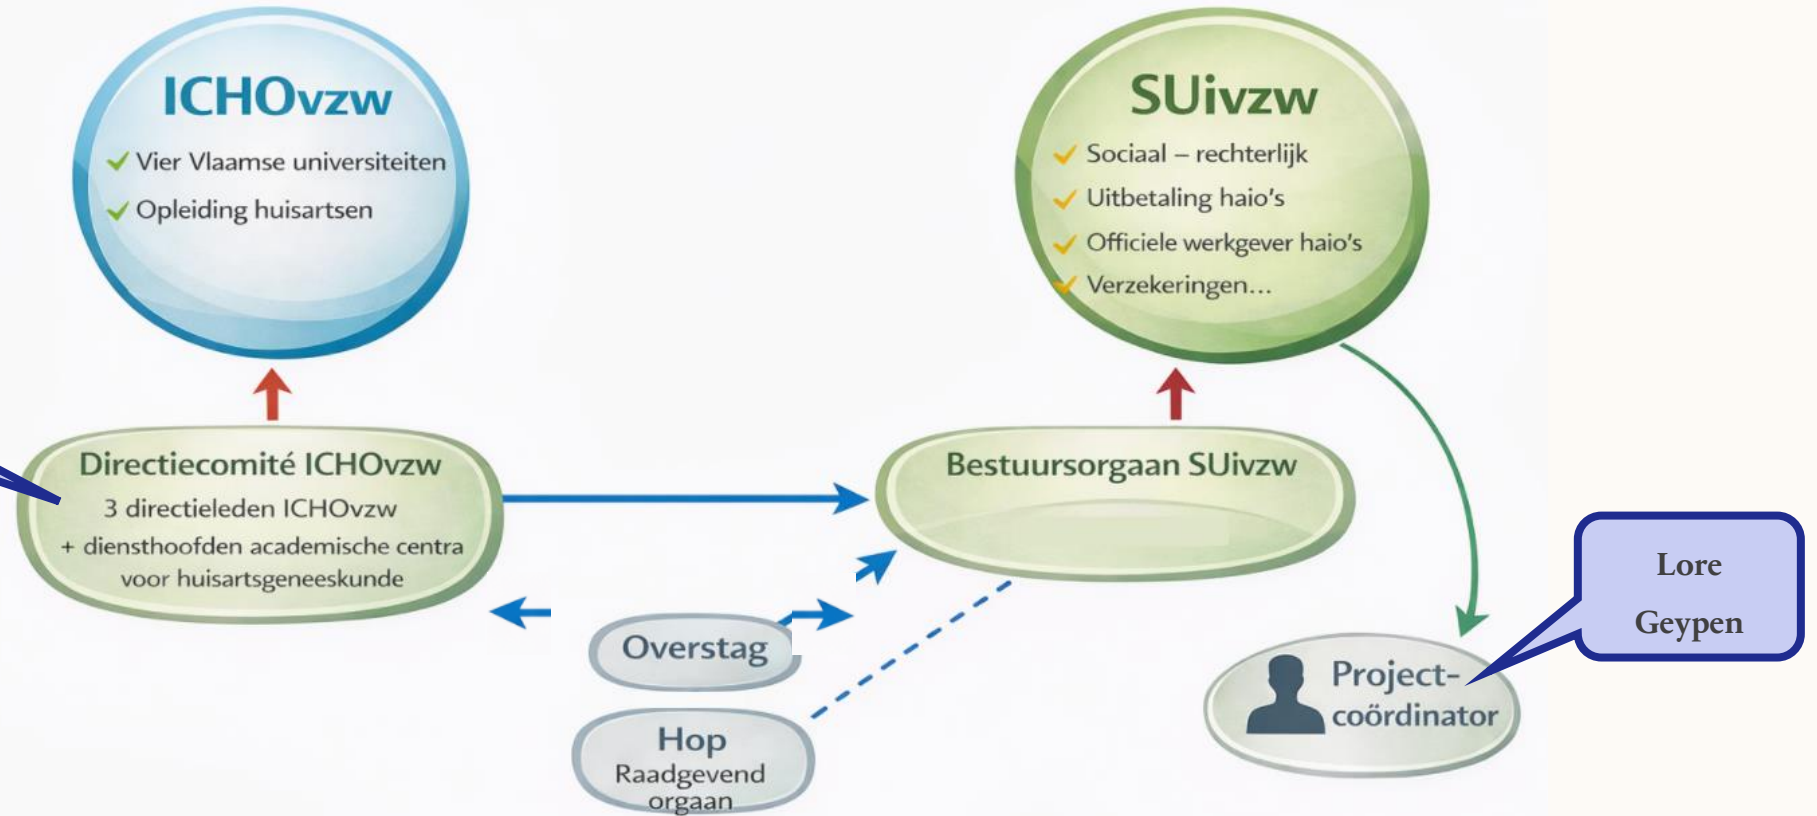 ICHOvzw
Vier Vlaamse universiteiten
Opleiding huisartsen
SUivzw
Sociaal – rechterlijk
Uitbetaling haio's
Officiele werkgever haio's
Verzekeringen...
Directiecomité ICHOvzw
3 directieleden ICHOvzw
+ diensthoofden academische centra
voor huisartsgeneeskunde
Bestuursorgaan SUivzw
Overstag
Hop
Raadgevend
orgaan
Project-
coördinator
Lore
Geypen